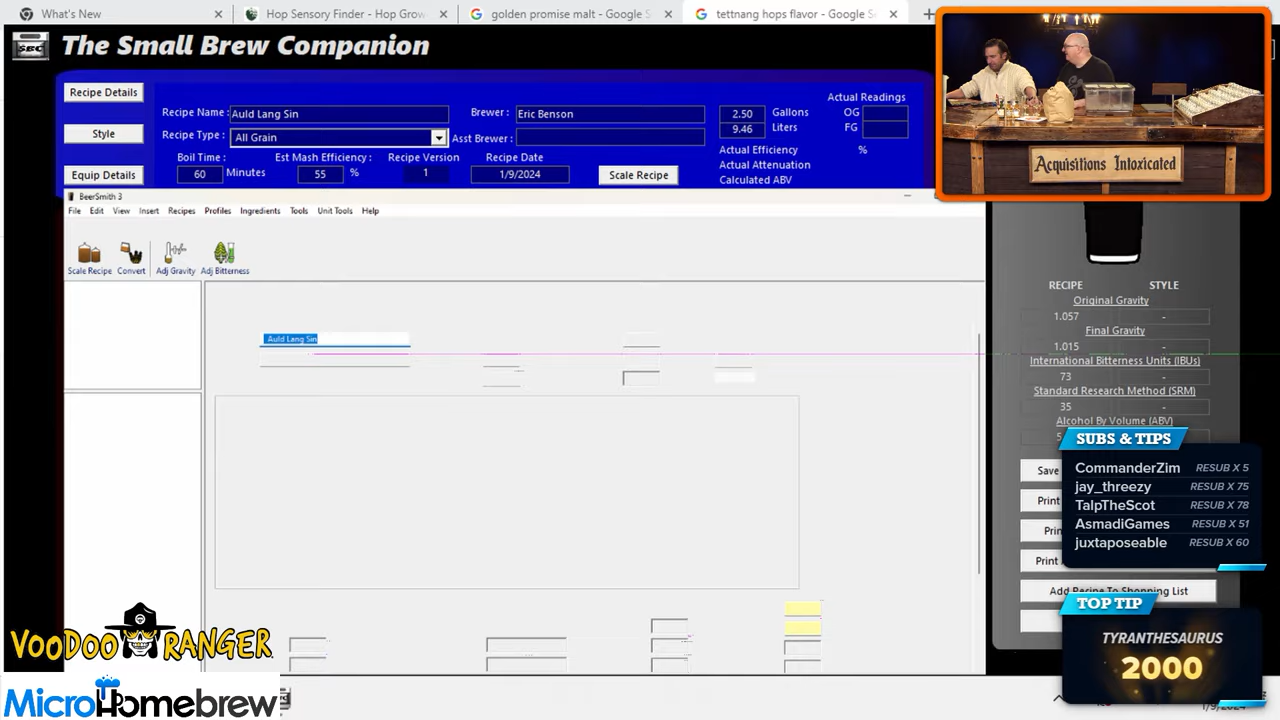 What's New
Hop Sensory Finder - Hop Grow
golden promise malt - Google S
tettnang hops flavor - Google S
SBC
The Small Brew Companion
Recipe Details
Style
Equip Details
Recipe Name :
Auld Lang Sin
Brewer :
Eric Benson
2.50
Gallons
9.46
Liters
Actual Readings
OG
FG
Recipe Type :
All Grain
Asst Brewer :
Actual Efficiency
%
Actual Attenuation
Calculated ABV
Boil Time :
60
Minutes
Est Mash Efficiency :
55
%
Recipe Version
1
Recipe Date
1/9/2024
Scale Recipe
Acquisitions Intoxicated
BeerSmith 3
File Edit View Insert Recipes Profiles Ingredients Tools Unit Tools Help
Scale Recipe Convert Adj Gravity Adj Bitterness
Auld Lang Sin
RECIPE STYLE
Original Gravity
1.057 -
Final Gravity
1.015 -
International Bitterness Units (IBUs)
73 -
Standard Research Method (SRM)
35 -
Alcohol By Volume (ABV)
5
Save
Print
Prin
Print
Add Recipe To Shopping List
SUBS & TIPS
CommanderZim RESUB X 5
jay_threezy RESUB X 75
TalpTheScot RESUB X 78
AsmadiGames RESUB X 51
juxtaposeable RESUB X 60
TOP TIP
TYRANTHESAURUS
2000
VOODOO RANGER
MicroHomebrew